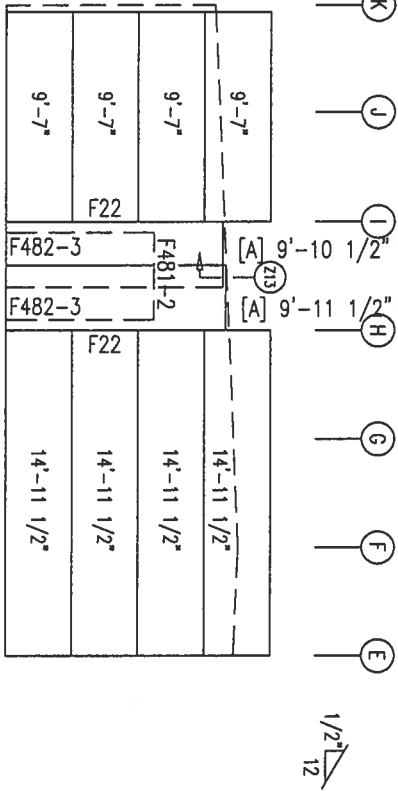 K
J
I
H
G
F
E
9'-7"
9'-7"
9'-7"
9'-7"
F22
F482-3
F481-2
[A] 9'-10 1/2"
Z13
F482-3
[A] 9'-11 1/2"
F22
14'-11 1/2"
14'-11 1/2"
14'-11 1/2"
14'-11 1/2"
1/2"
12